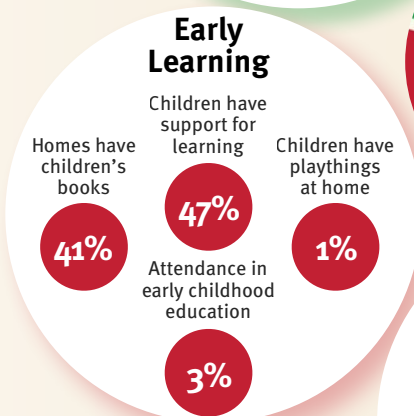 Early
Learning
Children have
support for
learning
47%
Homes have
children's
books
41%
Children have
playthings
at home
1%
Attendance in
early childhood
education
3%